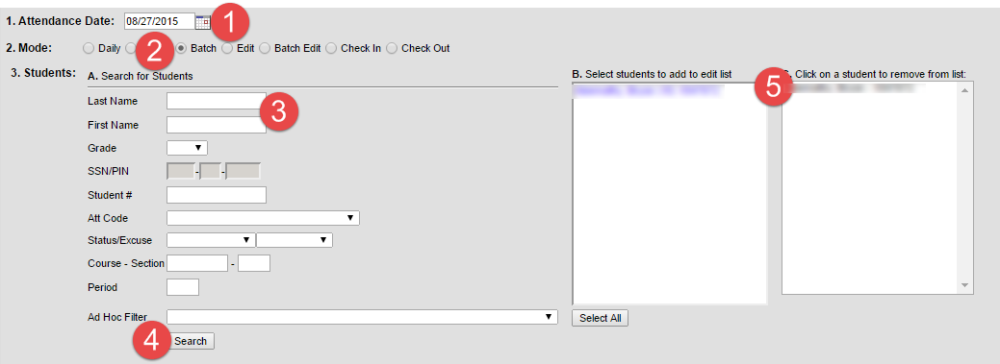 1. Attendance Date: 08/27/2015 1
2. Mode: Daily 2 Batch Edit Batch Edit Check In Check Out
3. Students: A. Search for Students
Last Name
3
First Name
Grade
SSN/PIN - -
Student #
Att Code
Status/Excuse
Course - Section -
Period
Ad Hoc Filter
4 Search
B. Select students to add to edit list
Select All
5 Click on a student to remove from list: